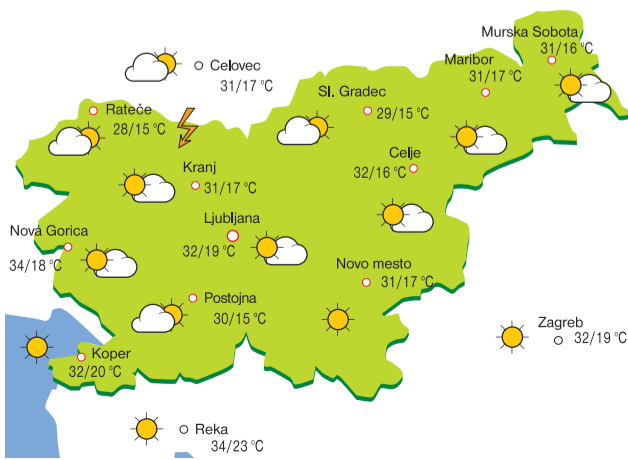 Murska Sobota
31/16 °C
Maribor
31/17 °C
Celovec
31/17 °C
Sl. Gradec
29/15 °C
Rateče
28/15 °C
Celje
32/16 °C
Kranj
31/17 °C
Ljubljana
32/19 °C
Nova Gorica
34/18 °C
Novo mesto
31/17 °C
Postojna
30/15 °C
Zagreb
32/19 °C
Koper
32/20 °C
Reka
34/23 °C